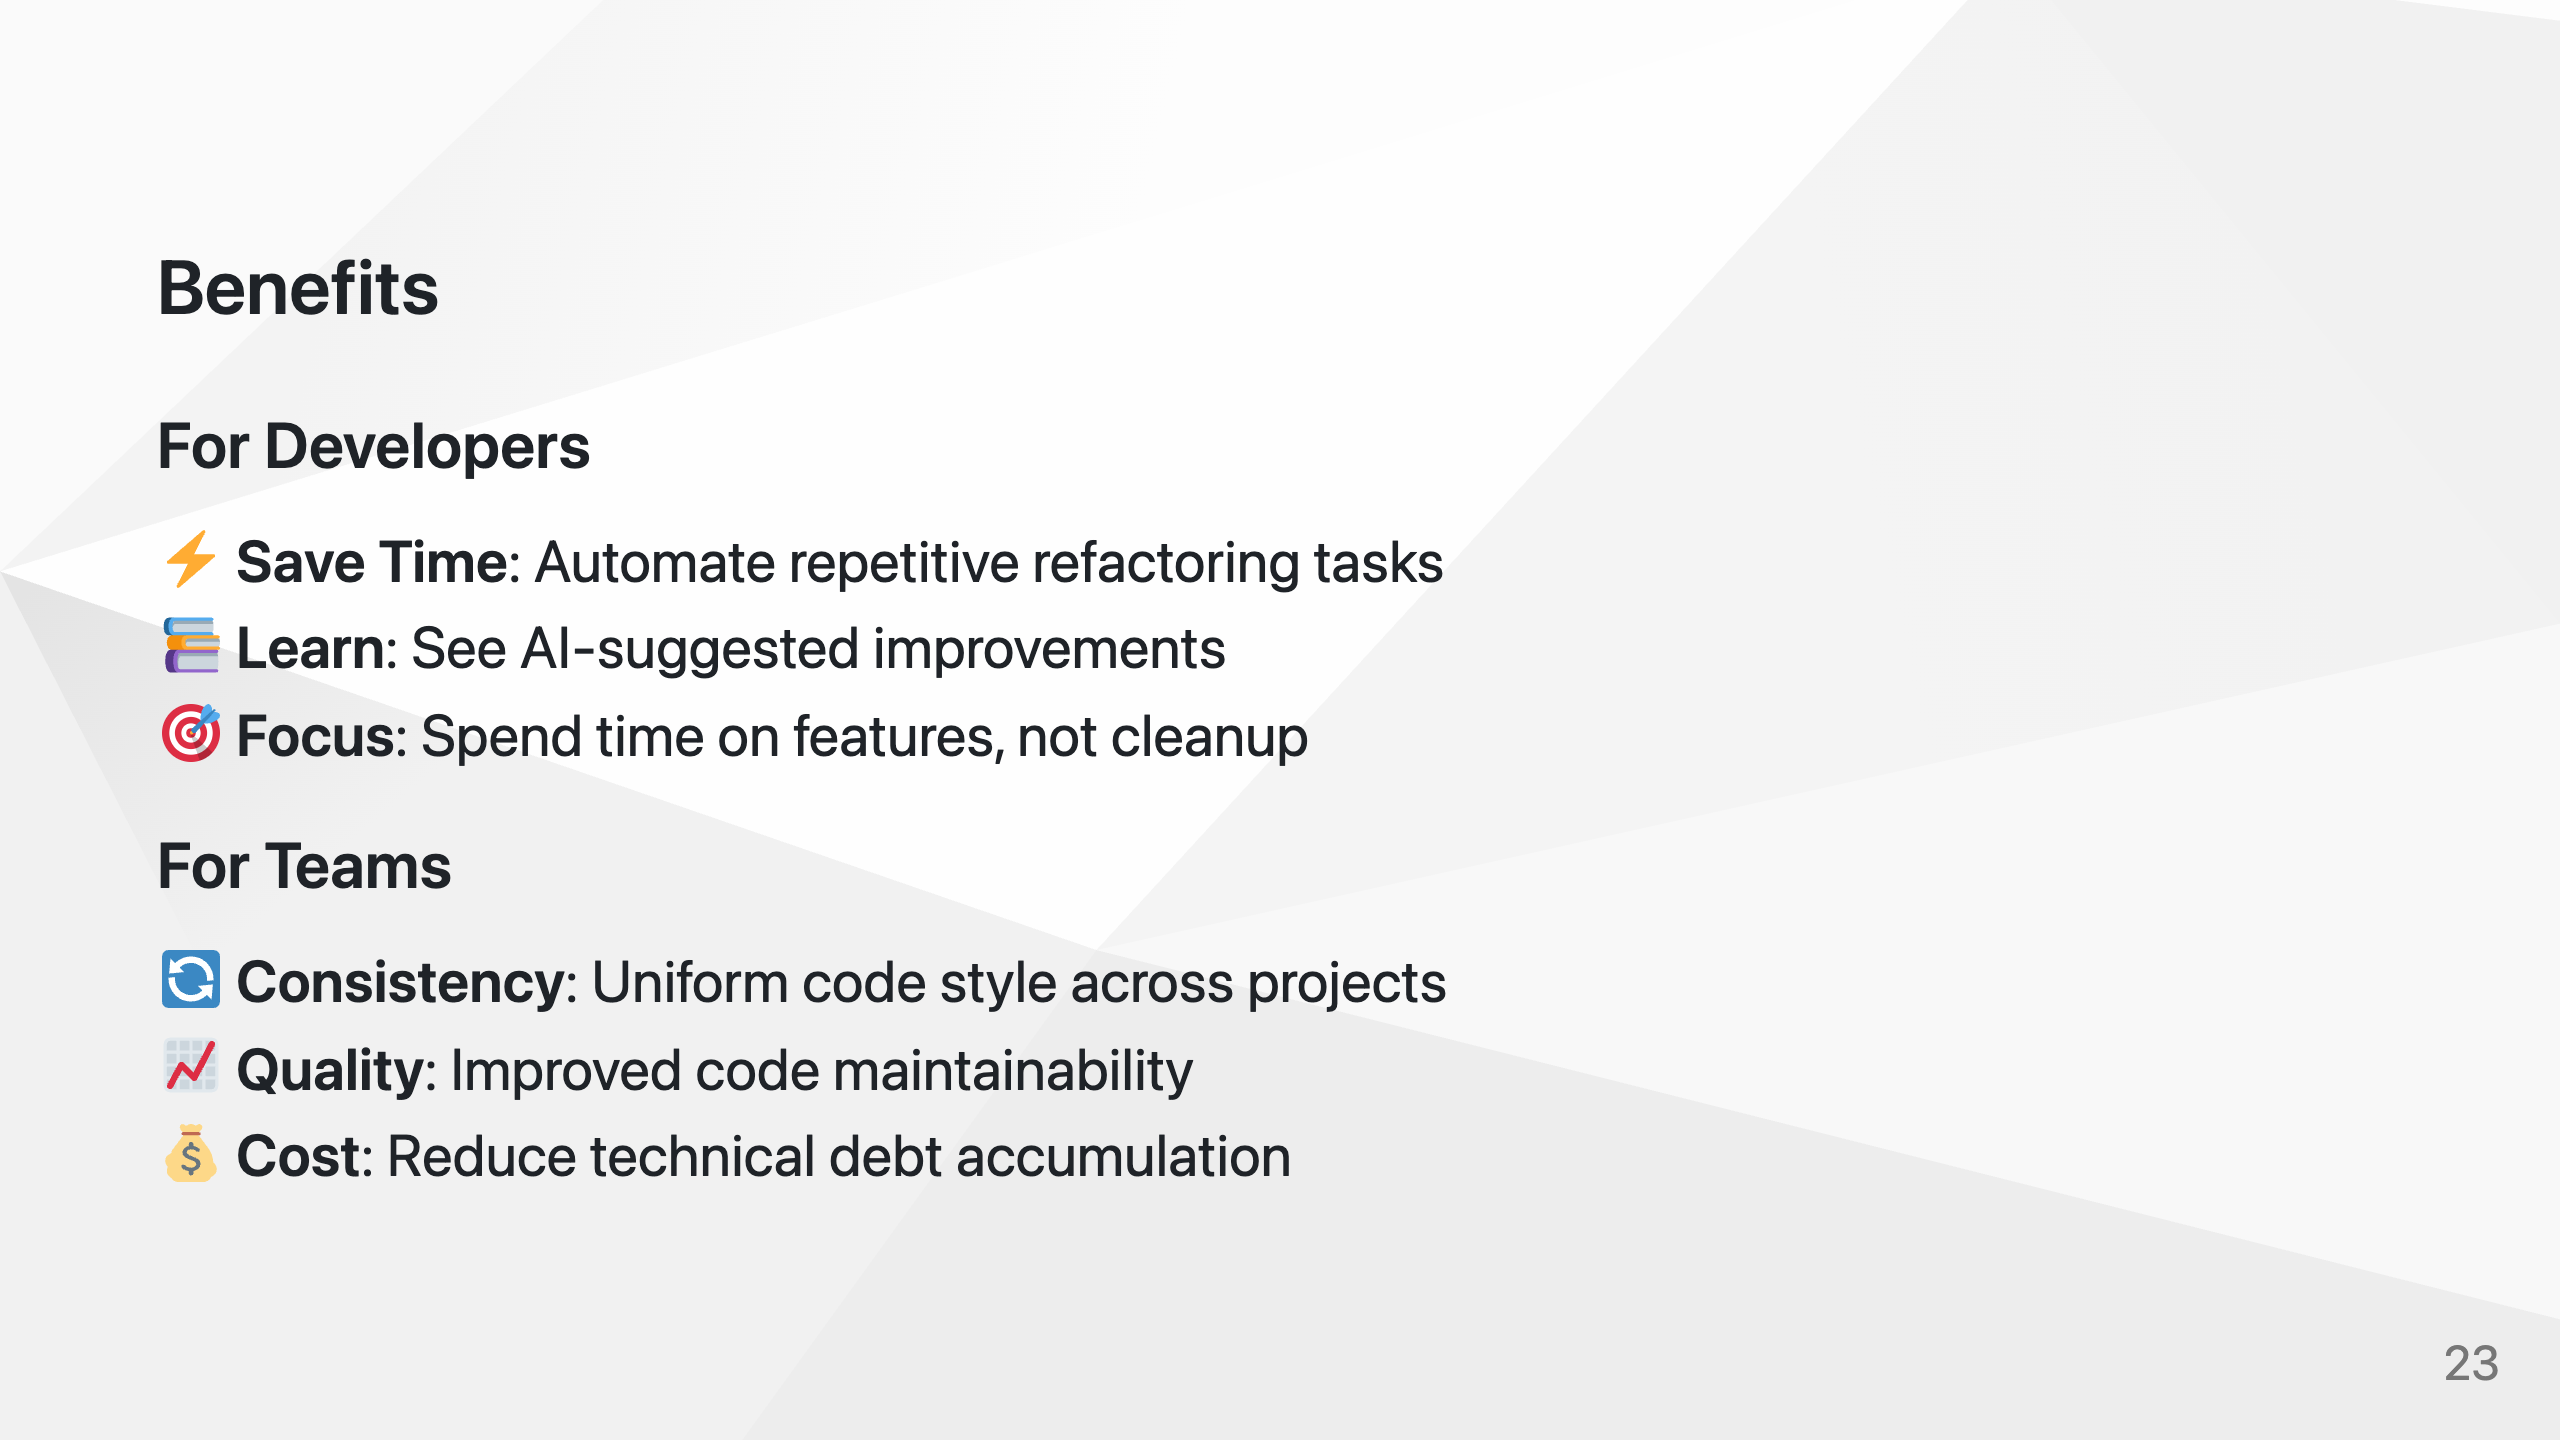 Benefits
For Developers
⚡ Save Time: Automate repetitive refactoring tasks
📚 Learn: See AI-suggested improvements
🎯 Focus: Spend time on features, not cleanup
For Teams
🔄 Consistency: Uniform code style across projects
📈 Quality: Improved code maintainability
💰 Cost: Reduce technical debt accumulation
23